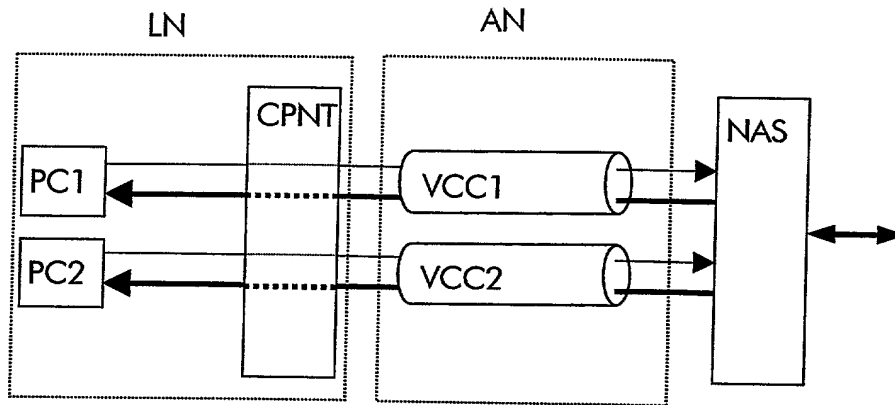 LN
AN
CPNT
NAS
PC1
VCC1
PC2
VCC2